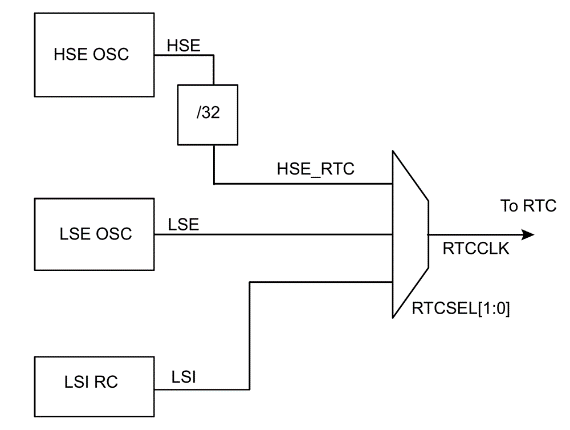 HSE OSC
HSE
/32
HSE_RTC
LSE OSC
LSE
To RTC
RTCCLK
RTCSEL[1:0]
LSI RC
LSI